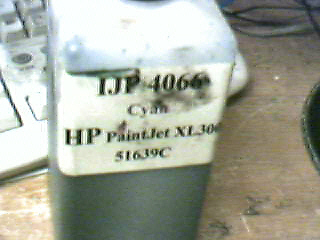 IJP 4066
Cyan
HP PaintJet XL300
51639C